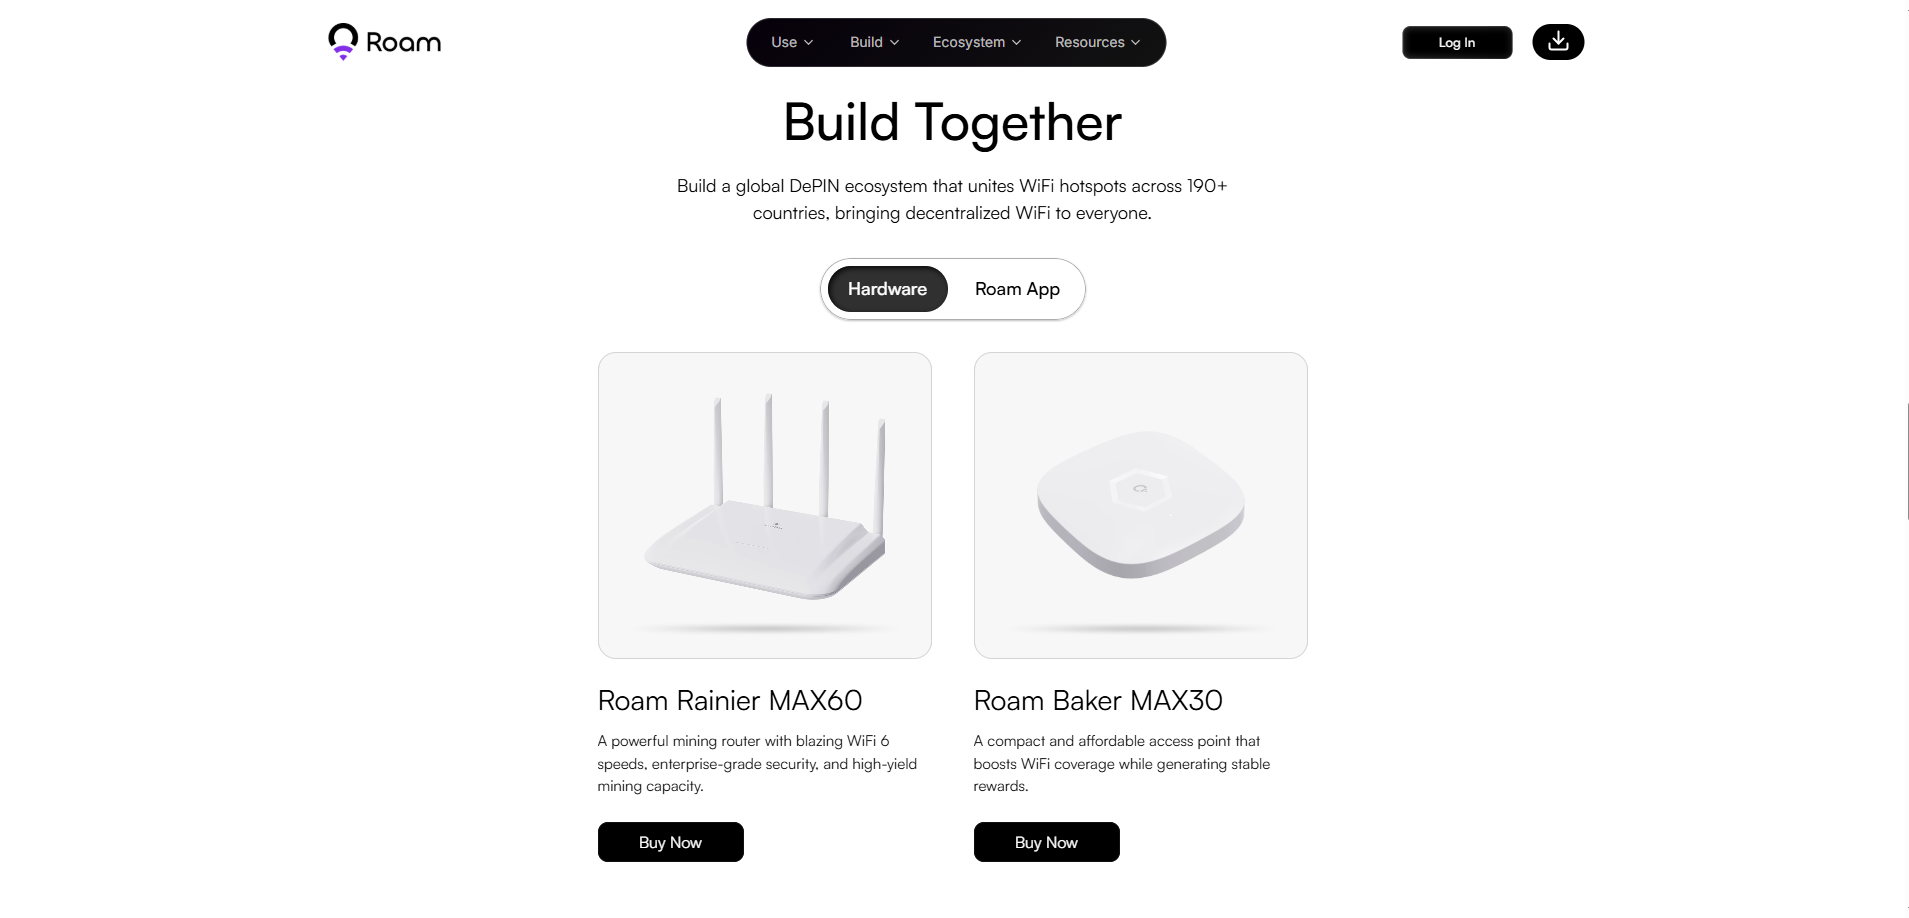 Roam
Use
Build
Ecosystem
Resources
Log In
Build Together
Build a global DePIN ecosystem that unites WiFi hotspots across 190+
countries, bringing decentralized WiFi to everyone.
Hardware
Roam App
Roam Rainier MAX60
A powerful mining router with blazing WiFi 6
speeds, enterprise-grade security, and high-yield
mining capacity.
Buy Now
Roam Baker MAX30
A compact and affordable access point that
boosts WiFi coverage while generating stable
rewards.
Buy Now